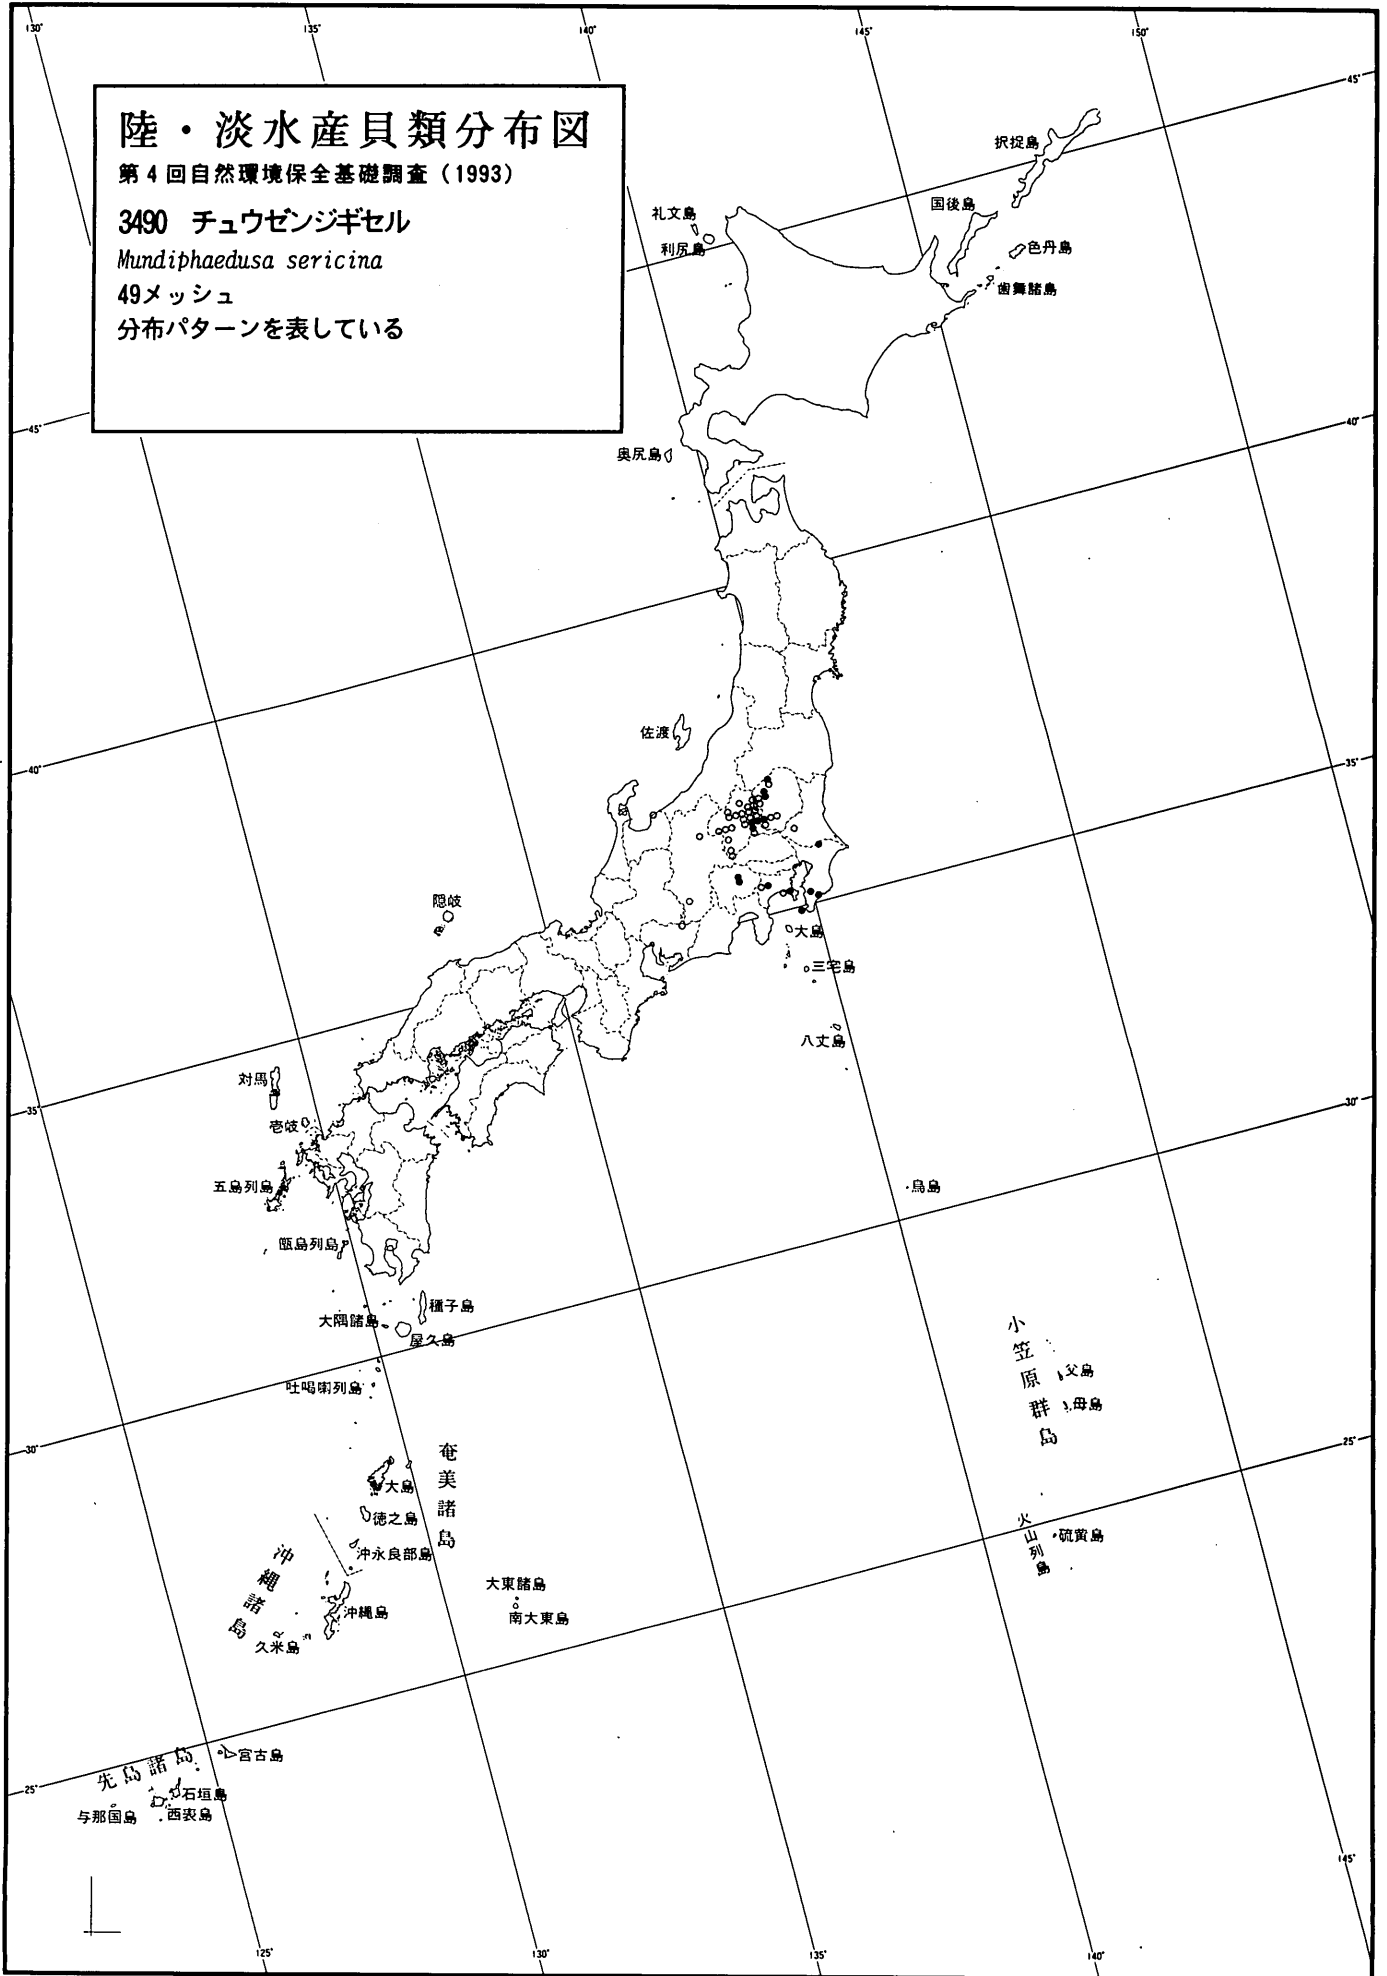 130°
135°
140°
145°
150°
陸・淡水産貝類分布図
第4回自然環境保全基礎調査（1993）
3490 チュウゼンジギセル
Mundiphaedusa sericina
49メッシュ
分布パターンを表している
45°
択捉島
国後島
礼文島
利尻島
色丹島
歯舞諸島
45°
40°
奥尻島
佐渡
40°
35°
隠岐
大島
三宅島
八丈島
対馬
35°
壱岐
30°
五島列島
鳥島
甑島列島
種子島
大隅諸島
屋久島
吐喝喇列島
小笠原群島
父島
母島
30°
25°
奄美諸島
大島
徳之島
沖永良部島
火山列島
硫黄島
沖縄諸島
沖縄島
久米島
大東諸島
南大東島
先島諸島
宮古島
石垣島
西表島
与那国島
25°
145°
125°
130°
135°
140°